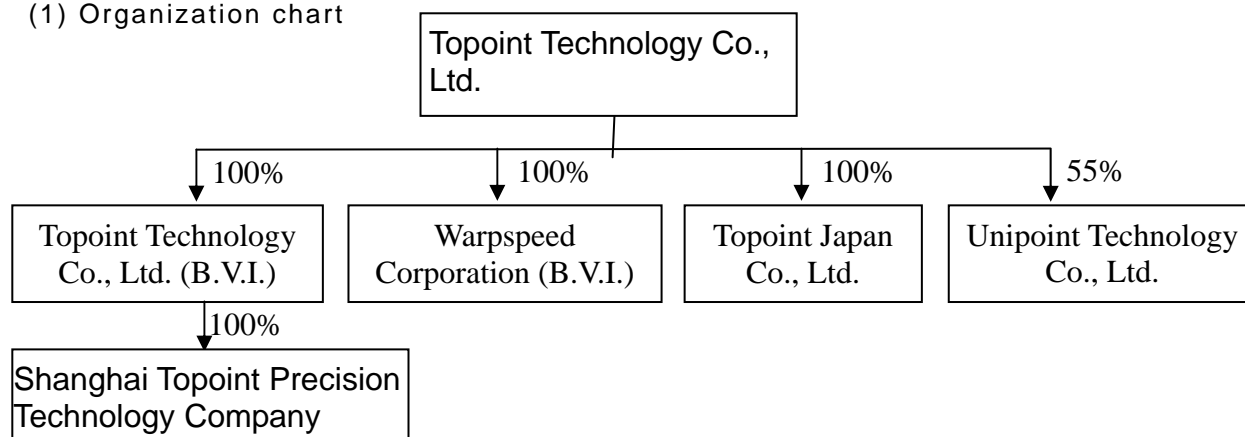 (1) Organization chart
Topoint Technology Co.,
Ltd.
100%
100%
100%
55%
Topoint Technology
Co., Ltd. (B.V.I.)
Warpspeed
Corporation (B.V.I.)
Topoint Japan
Co., Ltd.
Unipoint Technology
Co., Ltd.
100%
Shanghai Topoint Precision
Technology Company